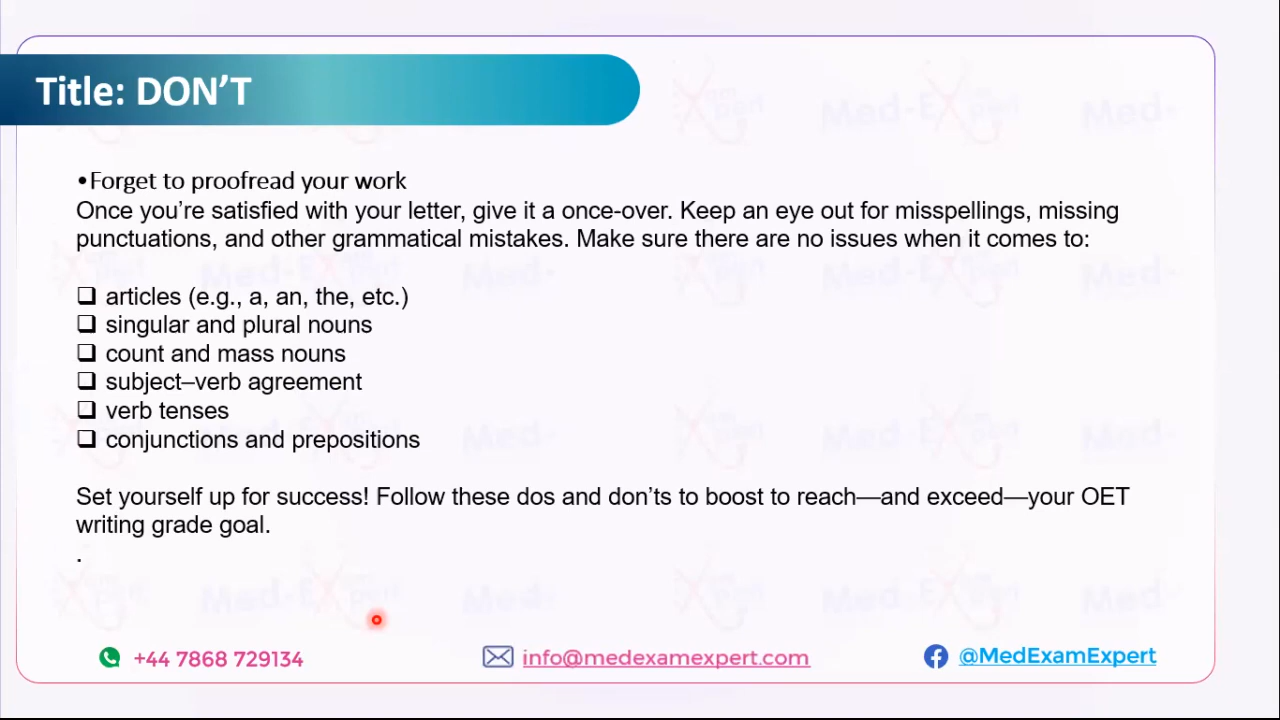 Title: DON’T
•Forget to proofread your work
Once you’re satisfied with your letter, give it a once-over. Keep an eye out for misspellings, missing
punctuations, and other grammatical mistakes. Make sure there are no issues when it comes to:
❑ articles (e.g., a, an, the, etc.)
❑ singular and plural nouns
❑ count and mass nouns
❑ subject–verb agreement
❑ verb tenses
❑ conjunctions and prepositions
Set yourself up for success! Follow these dos and don’ts to boost to reach—and exceed—your OET
writing grade goal.
.
+44 7868 729134
info@medexamexpert.com
@MedExamExpert